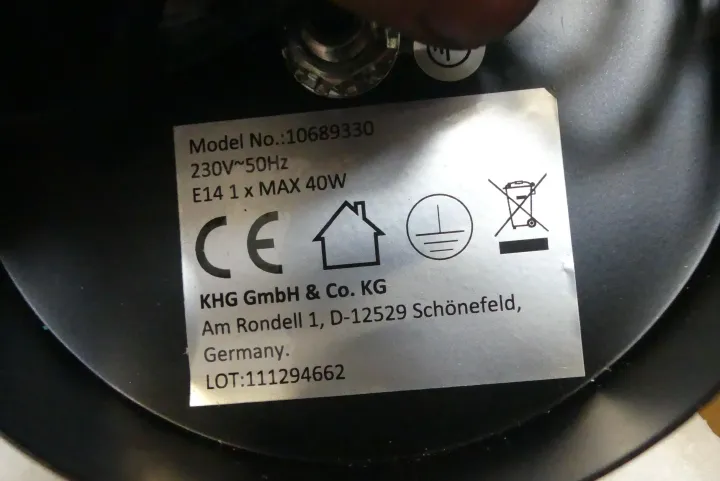 Model No.:10689330
230V~50Hz
E14 1 x MAX 40W
CE
KHG GmbH & Co. KG
Am Rondell 1, D-12529 Schönefeld,
Germany.
LOT:111294662